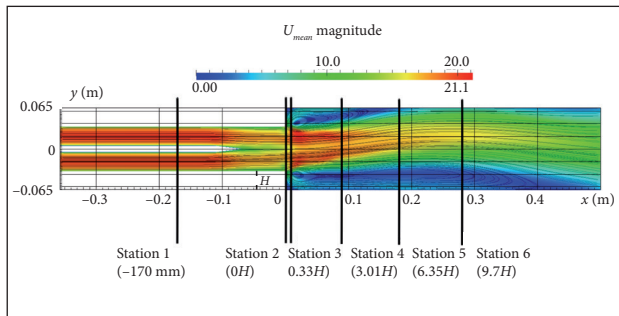 U_mean magnitude
10.0 20.0
0.00 21.1
y (m)
0.065
0
−0.065
H
−0.3 −0.2 −0.1 0 0.1 0.2 0.3 0.4 x (m)
Station 1 Station 2 Station 3 Station 4 Station 5 Station 6
(−170 mm) (0H) 0.33H) (3.01H) (6.35H) (9.7H)